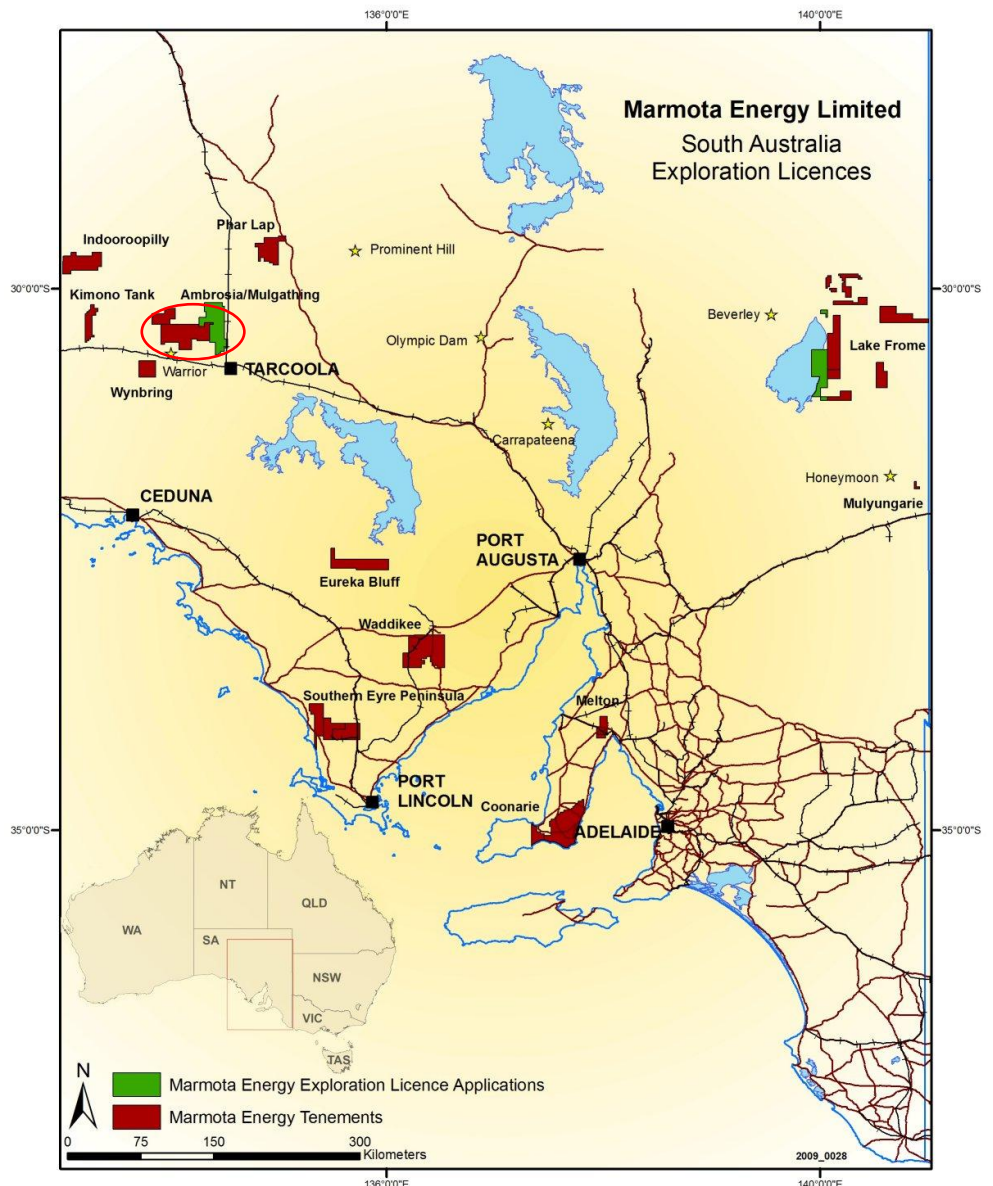 136°0'0"E
140°0'0"E
Marmota Energy Limited
South Australia
Exploration Licences
Phar Lap
Indooroopilly
Prominent Hill
30°0'0"S
30°0'0"S
Kimono Tank
Ambrosia/Mulgathing
Beverley
Olympic Dam
Lake Frome
Warrior
TARCOOLA
Wynbring
Carrapateena
Honeymoon
Mulyungarie
CEDUNA
PORT
AUGUSTA
Eureka Bluff
Waddikee
Southern Eyre Peninsula
Melton
PORT
LINCOLN
Coonarie
ADELAIDE
35°0'0"S
35°0'0"S
NT
QLD
WA
SA
NSW
VIC
TAS
N
Marmota Energy Exploration Licence Applications
Marmota Energy Tenements
0 75 150 300
Kilometers
2009_0028
136°0'0"E
140°0'0"E